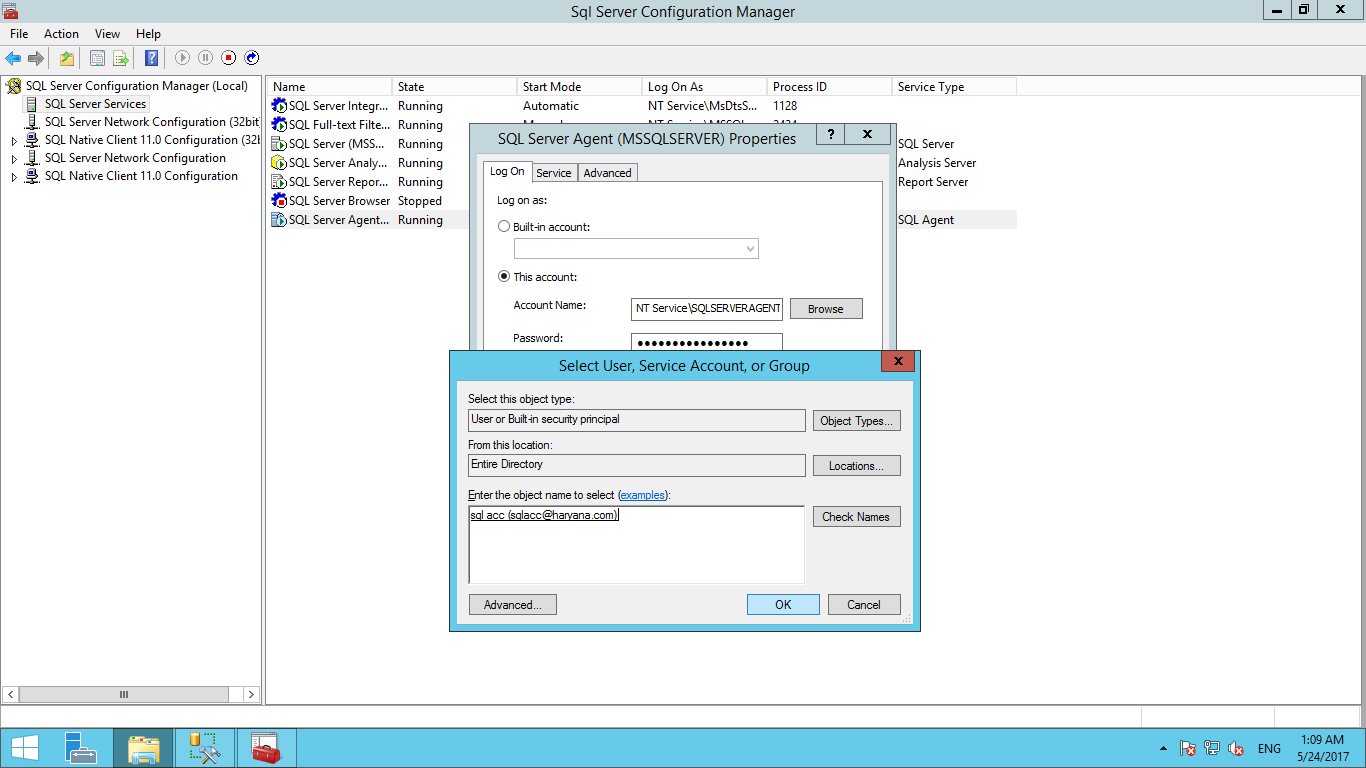 Sql Server Configuration Manager
File Action View Help
SQL Server Configuration Manager (Local)
SQL Server Services
SQL Server Network Configuration (32bit
SQL Native Client 11.0 Configuration (32
SQL Server Network Configuration
SQL Native Client 11.0 Configuration
Name State Start Mode Log On As Process ID Service Type
SQL Server Integr... Running Automatic NT Service\MsDtsS... 1128
SQL Full-text Filte... Running
SQL Server (MSS... Running SQL Server
SQL Server Analy... Running Analysis Server
SQL Server Repor... Running Report Server
SQL Server Browser Stopped
SQL Server Agent... Running SQL Agent
SQL Server Agent (MSSQLSERVER) Properties ? X
Log On Service Advanced
Log on as:
Built-in account:
This account:
Account Name: NT Service\SQLSERVERAGENT Browse
Password:
Select User, Service Account, or Group X
Select this object type:
User or Built-in security principal Object Types...
From this location:
Entire Directory Locations...
Enter the object name to select (examples):
sql acc (sqlacc@haryana.com) Check Names
Advanced... OK Cancel
ENG 1:09 AM
5/24/2017